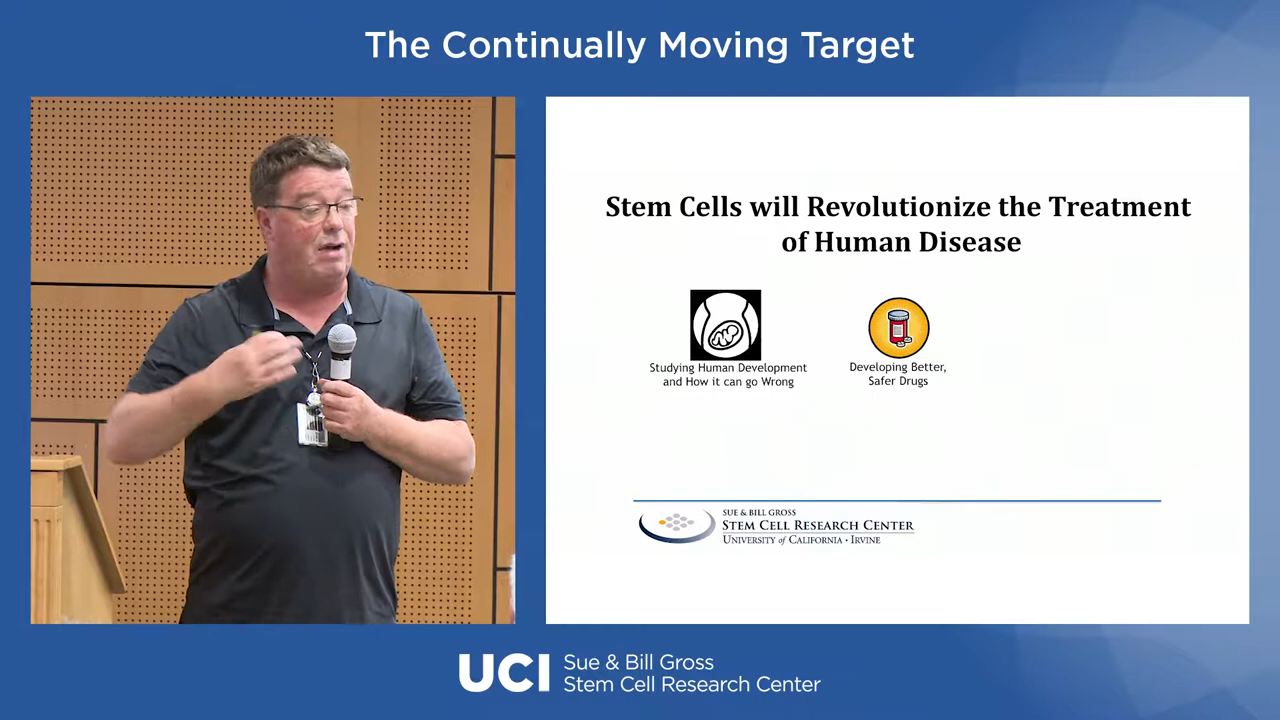 The Continually Moving Target
Stem Cells will Revolutionize the Treatment
of Human Disease
Studying Human Development
and How it can go Wrong
Developing Better,
Safer Drugs
SUE & BILL GROSS
STEM CELL RESEARCH CENTER
UNIVERSITY of CALIFORNIA • IRVINE
UCI
Sue & Bill Gross
Stem Cell Research Center